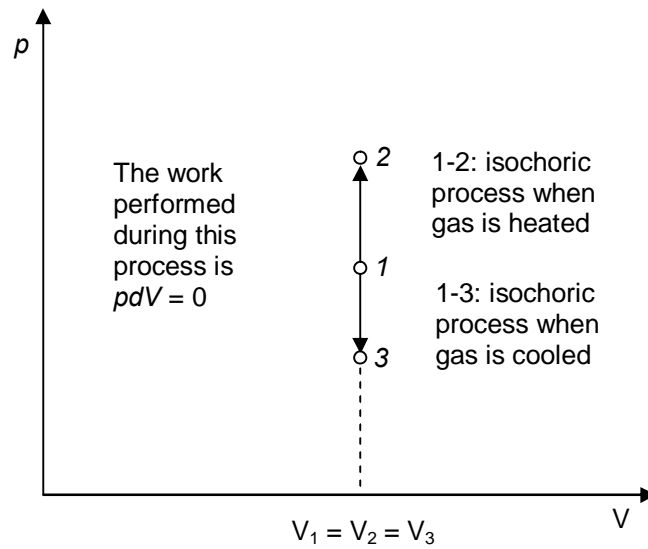 p
The work
performed
during this
process is
pdV = 0
2
1-2: isochoric
process when
gas is heated
1
1-3: isochoric
process when
gas is cooled
3
V
V₁ = V₂ = V₃